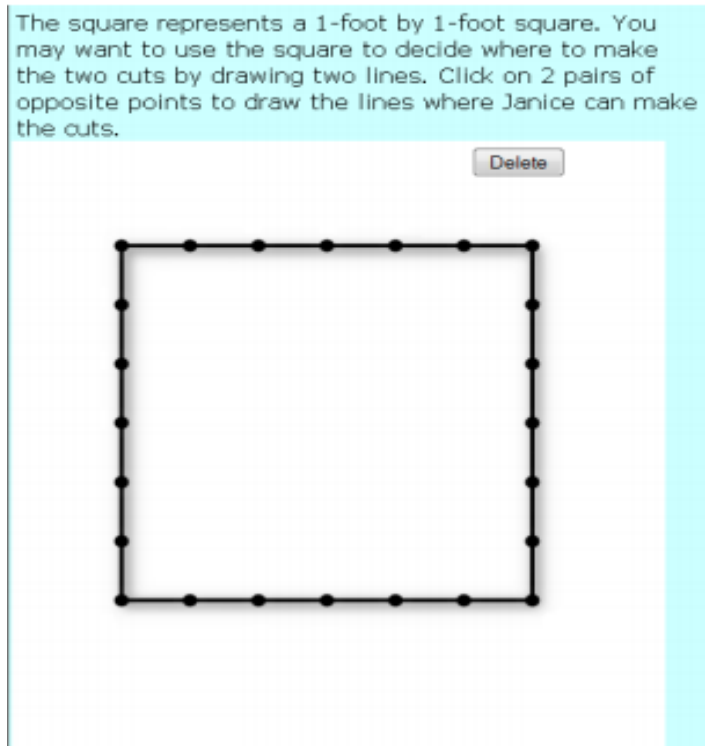 The square represents a 1-foot by 1-foot square. You
may want to use the square to decide where to make
the two cuts by drawing two lines. Click on 2 pairs of
opposite points to draw the lines where Janice can make
the cuts.
Delete